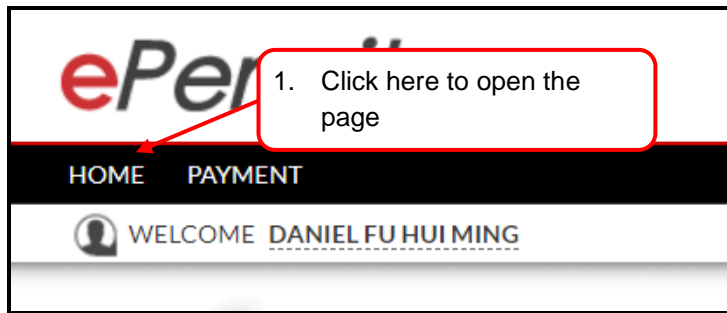 1. Click here to open the
page
HOME PAYMENT
WELCOME DANIEL FU HUI MING